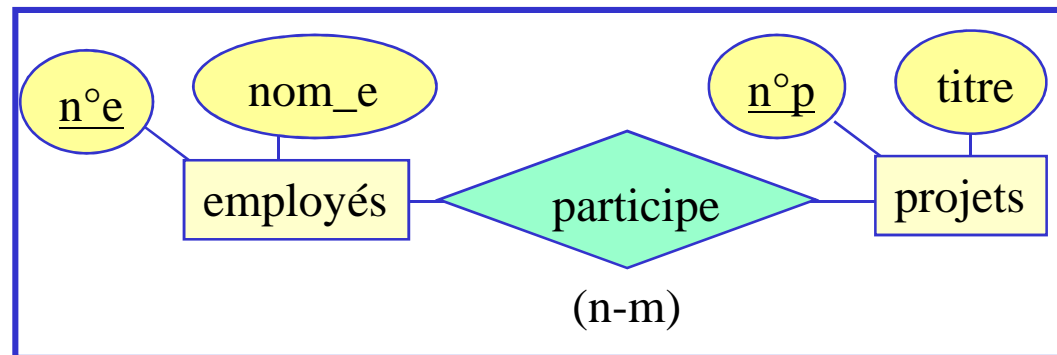 n°e
nom_e
n°p
titre
employés
participe
projets
(n-m)